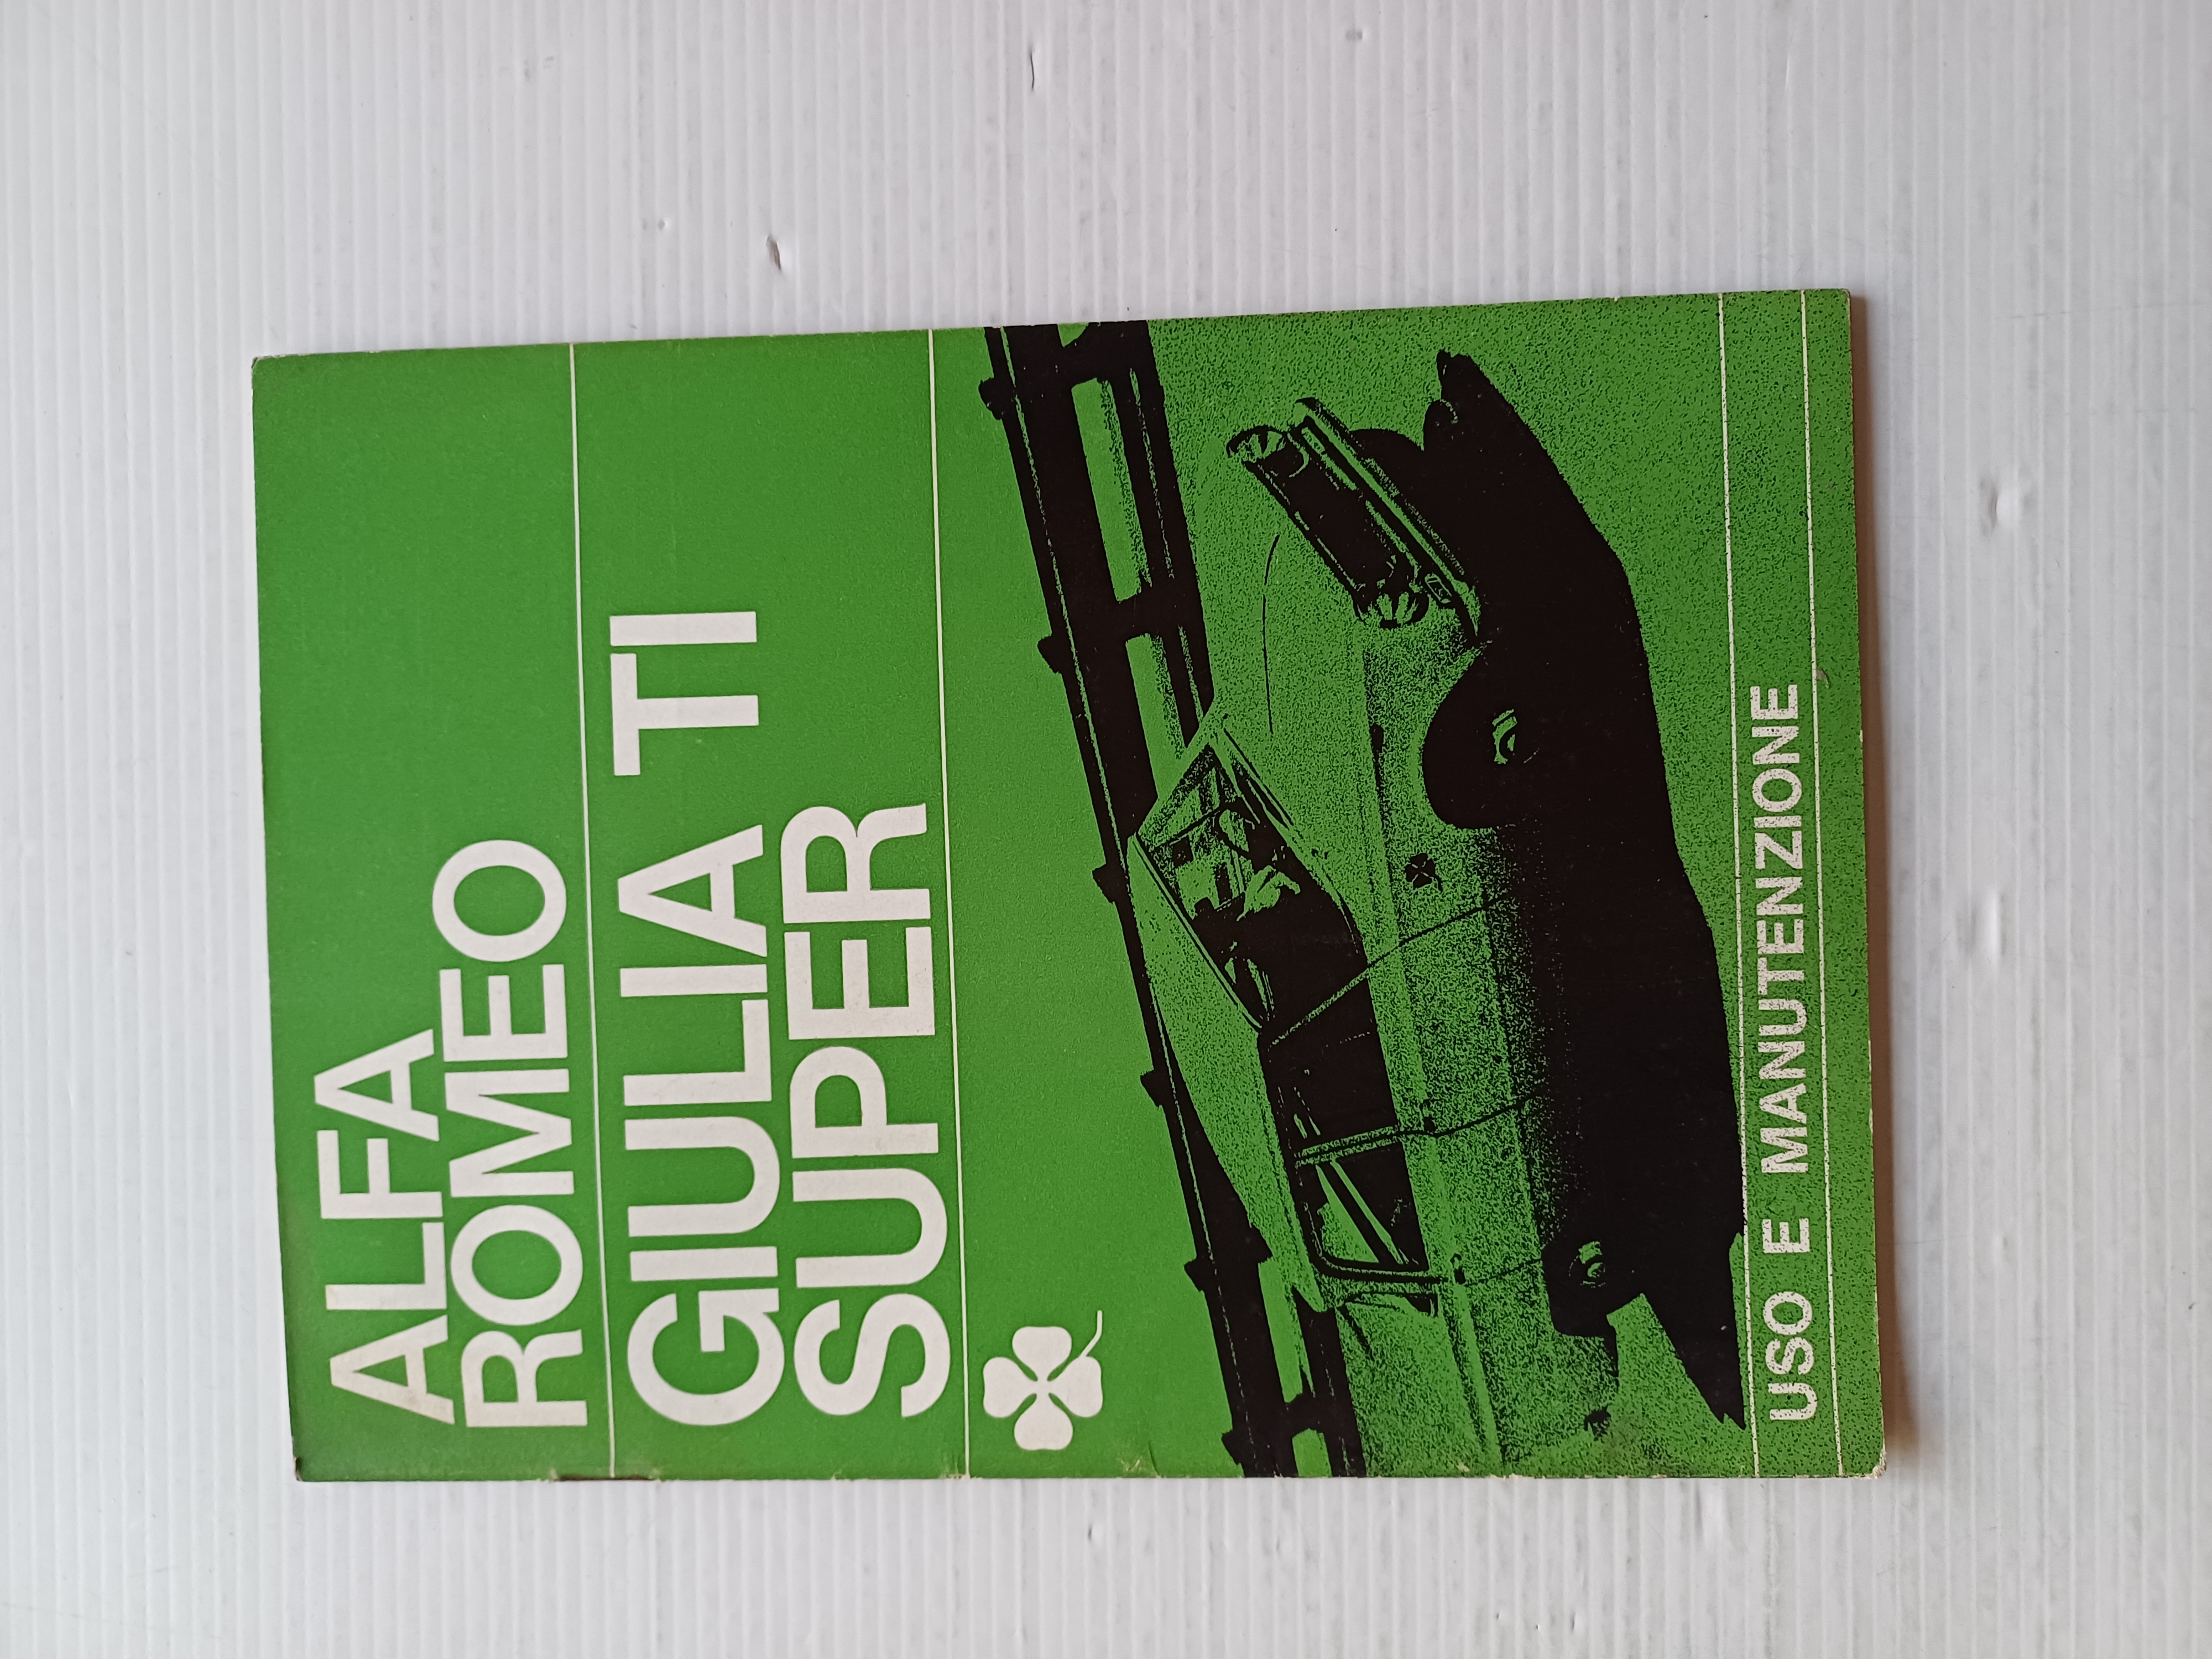 ALFA
ROMEO
GIULIA TI
SUPER
USO E MANUTENZIONE